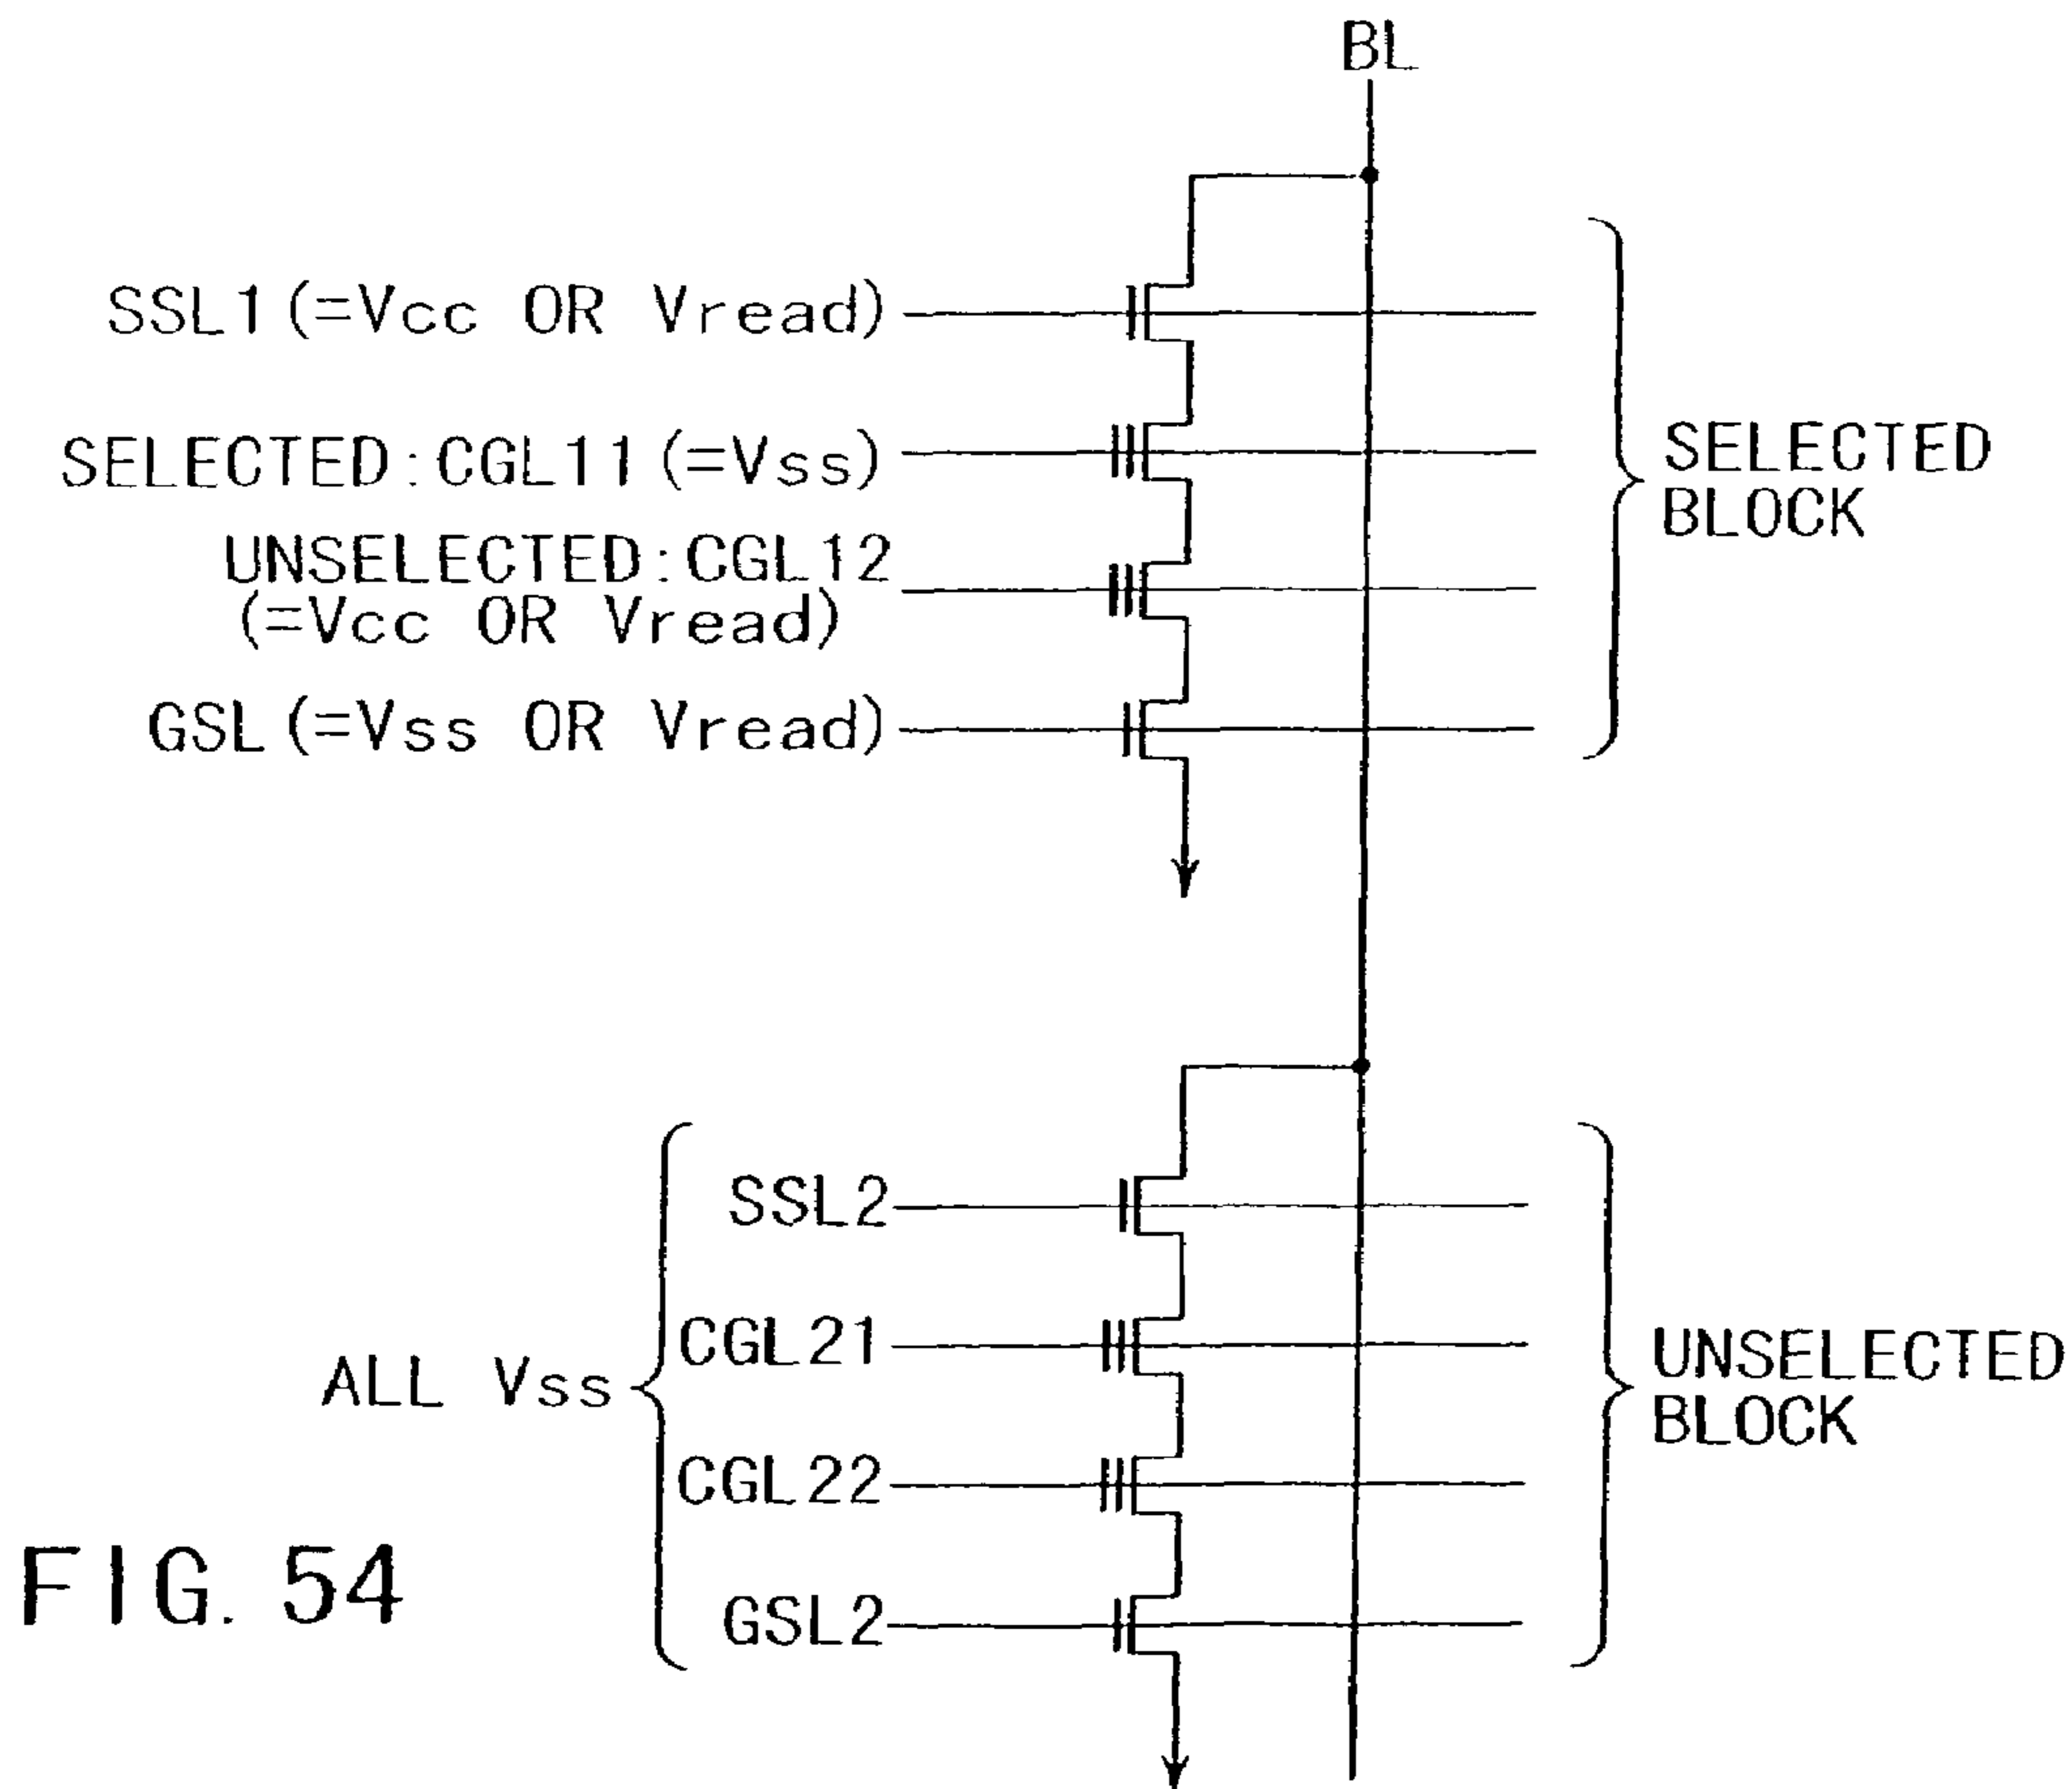 BL
SSL1(=Vcc OR Vread)
SELECTED:CGL11(=Vss)
UNSELECTED:CGL12
(=Vcc OR Vread)
GSL(=Vss OR Vread)
SELECTED
BLOCK
SSL2
CGL21
ALL Vss
CGL22
GSL2
UNSELECTED
BLOCK
FIG. 54